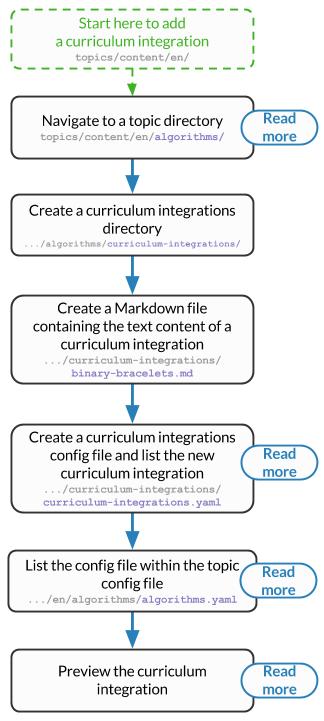 Start here to add
a curriculum integration
topics/content/en/
Navigate to a topic directory
topics/content/en/algorithms/
Read
more
Create a curriculum integrations
directory
.../algorithms/curriculum-integrations/
Create a Markdown file
containing the text content of a
curriculum integration
.../curriculum-integrations/
binary-bracelets.md
Create a curriculum integrations
config file and list the new
curriculum integration
.../curriculum-integrations/
curriculum-integrations.yaml
Read
more
List the config file within the topic
config file
.../en/algorithms/algorithms.yaml
Read
more
Preview the curriculum
integration
Read
more